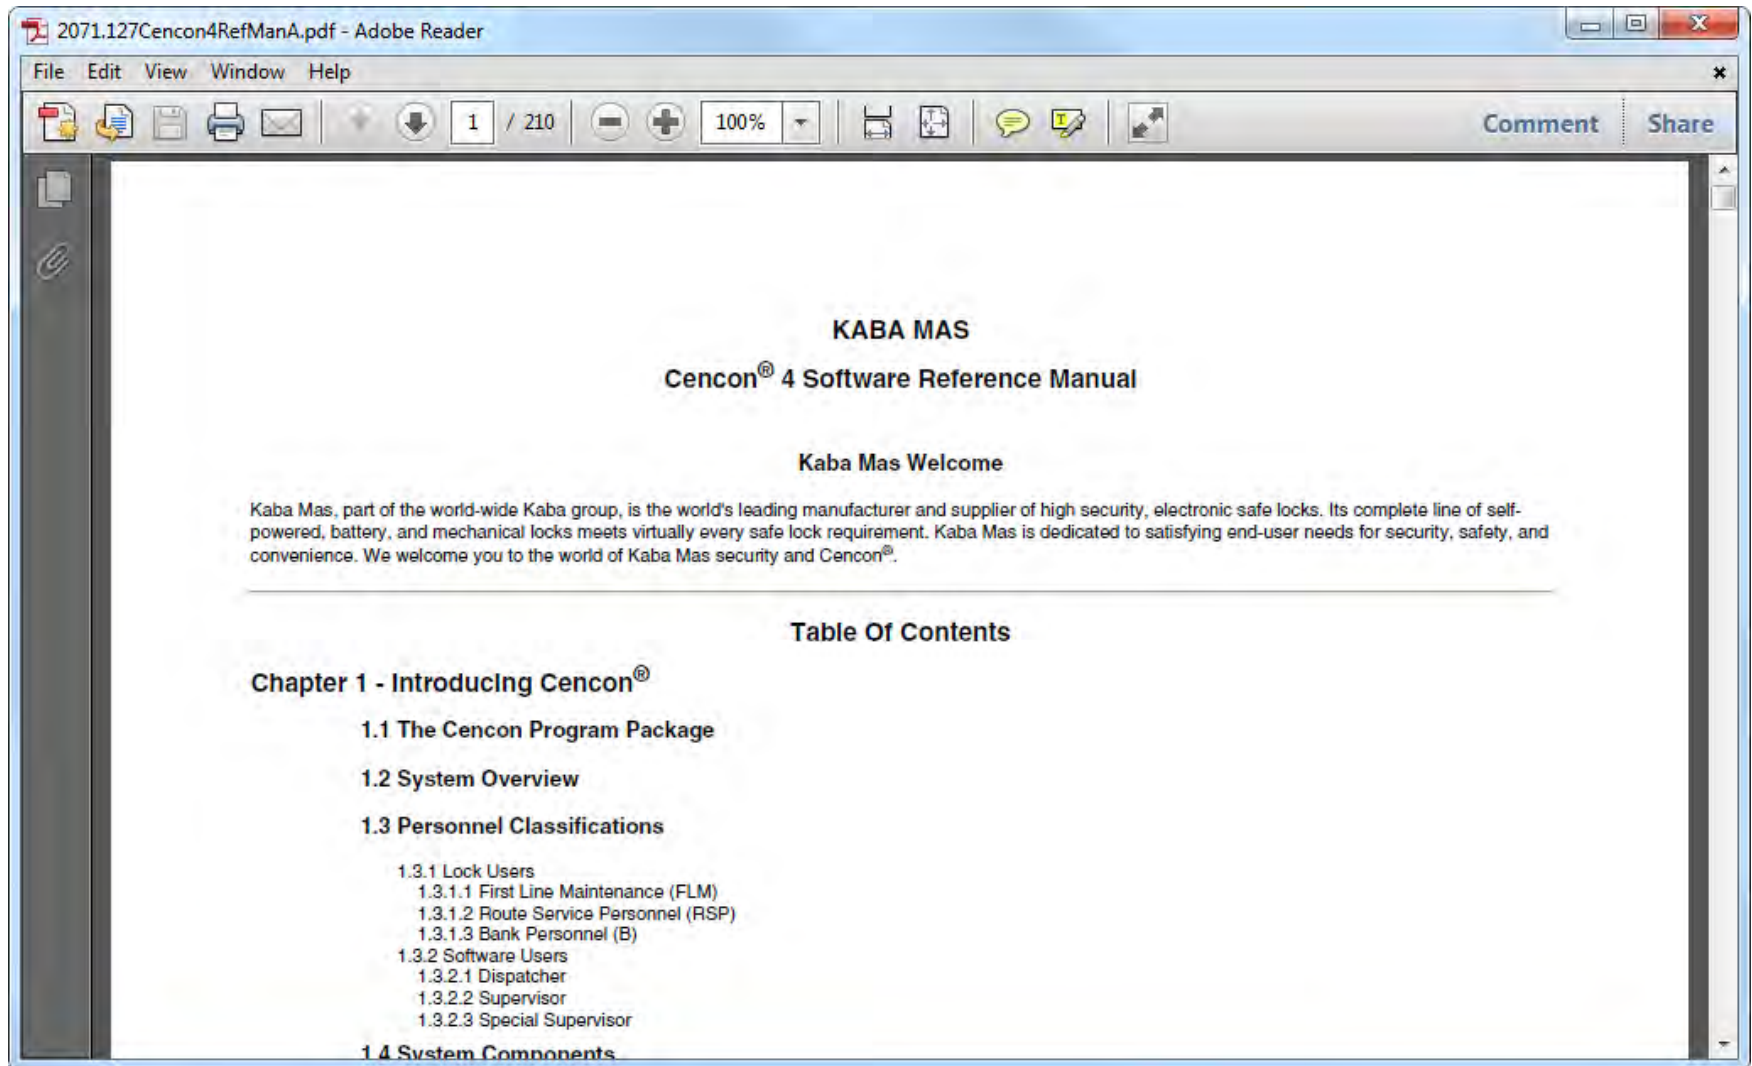 2071.127Cencon4RefManA.pdf - Adobe Reader
File Edit View Window Help
1 / 210 100% Comment Share
KABA MAS
Cencon® 4 Software Reference Manual
Kaba Mas Welcome
Kaba Mas, part of the world-wide Kaba group, is the world's leading manufacturer and supplier of high security, electronic safe locks. Its complete line of self-
powered, battery, and mechanical locks meets virtually every safe lock requirement. Kaba Mas is dedicated to satisfying end-user needs for security, safety, and
convenience. We welcome you to the world of Kaba Mas security and Cencon®.
Table Of Contents
Chapter 1 - Introducing Cencon®
1.1 The Cencon Program Package
1.2 System Overview
1.3 Personnel Classifications
1.3.1 Lock Users
1.3.1.1 First Line Maintenance (FLM)
1.3.1.2 Route Service Personnel (RSP)
1.3.1.3 Bank Personnel (B)
1.3.2 Software Users
1.3.2.1 Dispatcher
1.3.2.2 Supervisor
1.3.2.3 Special Supervisor
1.4 System Components